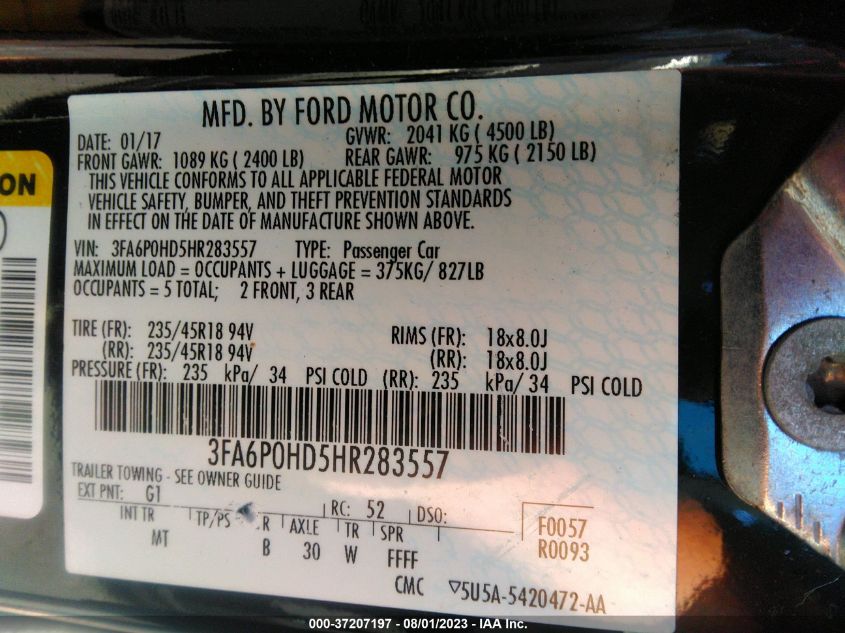 MFD. BY FORD MOTOR CO.
DATE: 01/17 GVWR: 2041 KG ( 4500 LB)
FRONT GAWR: 1089 KG ( 2400 LB) REAR GAWR: 975 KG ( 2150 LB)
THIS VEHICLE CONFORMS TO ALL APPLICABLE FEDERAL MOTOR
VEHICLE SAFETY, BUMPER, AND THEFT PREVENTION STANDARDS
IN EFFECT ON THE DATE OF MANUFACTURE SHOWN ABOVE.
VIN: 3FA6P0HD5HR283557 TYPE: Passenger Car
MAXIMUM LOAD = OCCUPANTS + LUGGAGE = 375KG/ 827LB
OCCUPANTS = 5 TOTAL; 2 FRONT, 3 REAR
TIRE (FR): 235/45R18 94V RIMS (FR): 18x8.0J
(RR): 235/45R18 94V (RR): 18x8.0J
PRESSURE (FR): 235 kPa/ 34 PSI COLD (RR): 235 kPa/ 34 PSI COLD
3FA6P0HD5HR283557
TRAILER TOWING - SEE OWNER GUIDE
EXT PNT: G1 RC: 52 DSO:
INT TR TP/PS R AXLE TR SPR
MT B 30 W FFFF
F0057
R0093
CMC ▽5U5A-5420472-AA
ON
000-37207197 - 08/01/2023 - IAA Inc.